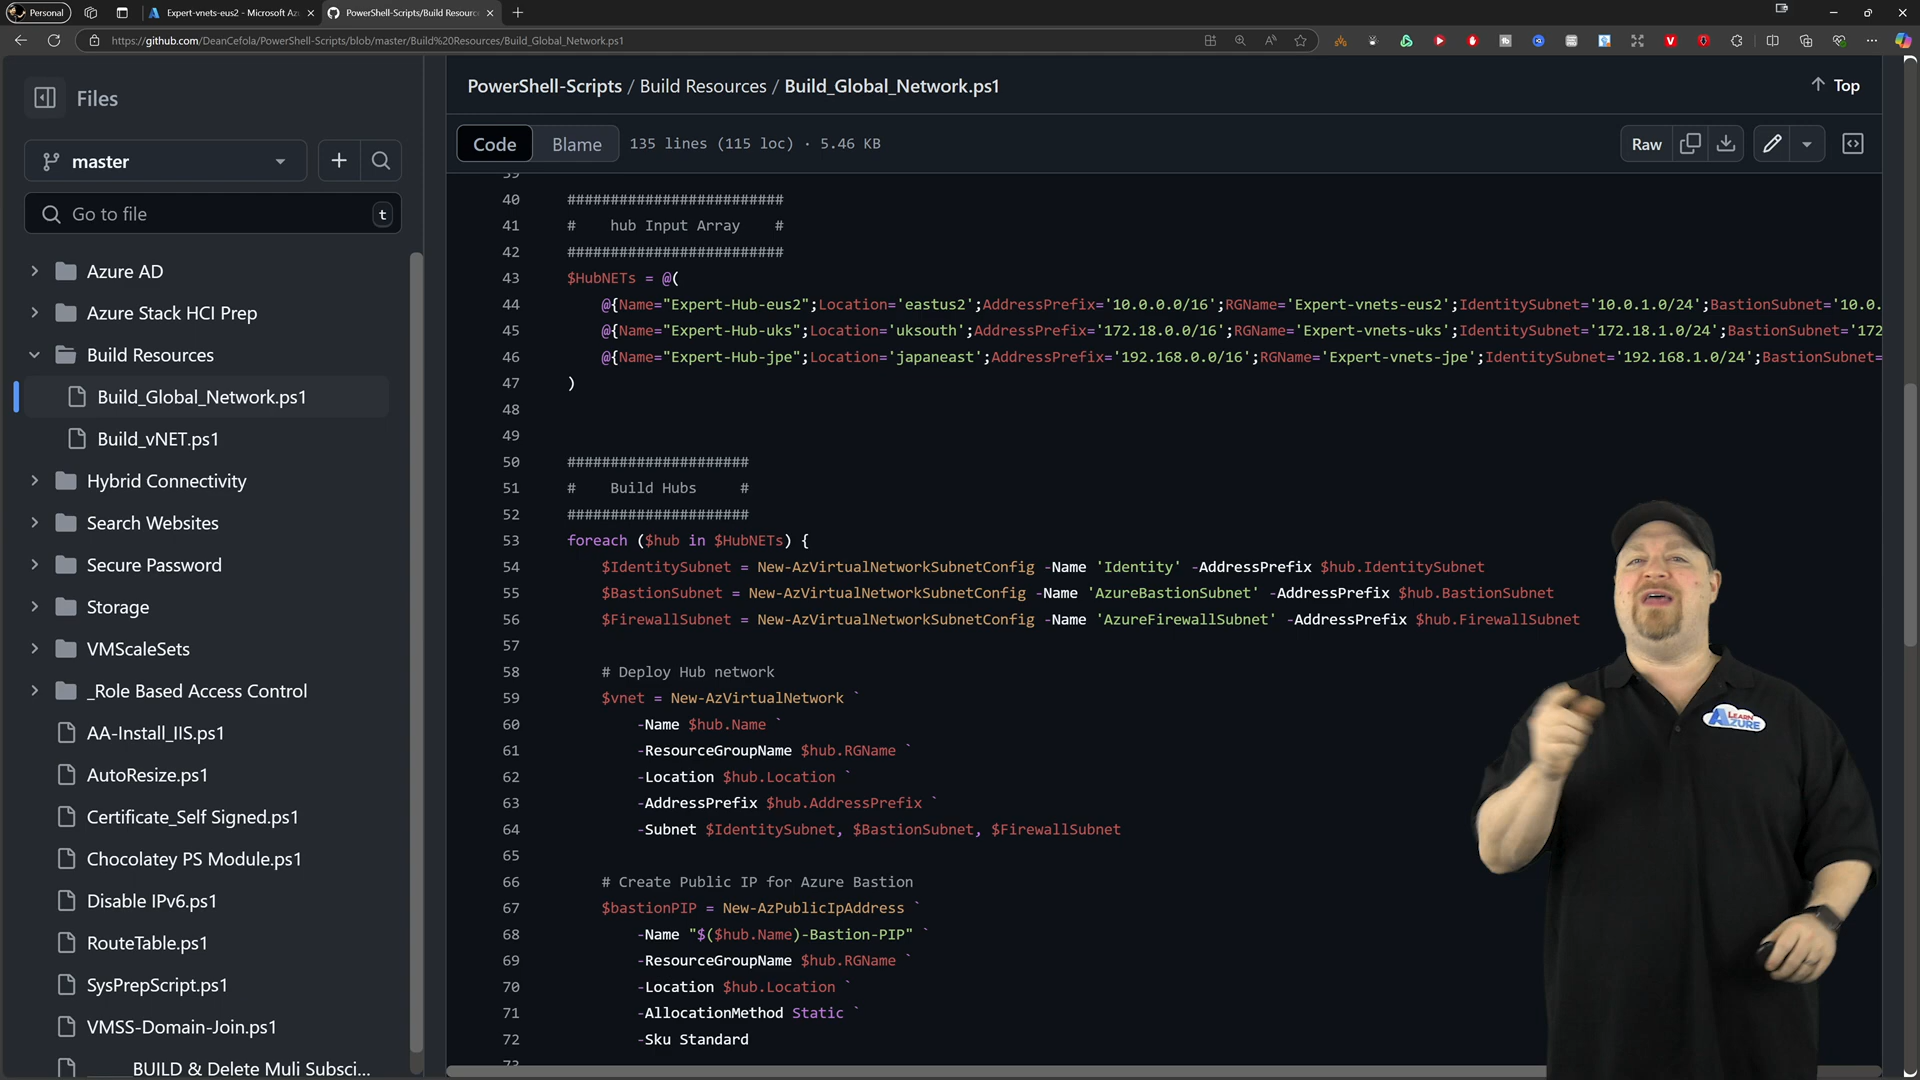 Personal
Expert-vnets-eus2 - Microsoft Az
PowerShell-Scripts/Build Resourc
https://github.com/DeanCefola/PowerShell-Scripts/blob/master/Build%20Resources/Build_Global_Network.ps1
Files
master
Go to file
t
Azure AD
Azure Stack HCI Prep
Build Resources
Build_Global_Network.ps1
Build_vNET.ps1
Hybrid Connectivity
Search Websites
Secure Password
Storage
VMScaleSets
_Role Based Access Control
AA-Install_IIS.ps1
AutoResize.ps1
Certificate_Self Signed.ps1
Chocolatey PS Module.ps1
Disable IPv6.ps1
RouteTable.ps1
SysPrepScript.ps1
VMSS-Domain-Join.ps1
____BUILD & Delete Muli Subsci...
PowerShell-Scripts / Build Resources / Build_Global_Network.ps1
Top
Code
Blame
135 lines (115 loc) · 5.46 KB
Raw
39
40 #########################
41 #    hub Input Array    #
42 #########################
43 $HubNETs = @(
44     @{Name="Expert-Hub-eus2";Location='eastus2';AddressPrefix='10.0.0.0/16';RGName='Expert-vnets-eus2';IdentitySubnet='10.0.1.0/24';BastionSubnet='10.0.
45     @{Name="Expert-Hub-uks";Location='uksouth';AddressPrefix='172.18.0.0/16';RGName='Expert-vnets-uks';IdentitySubnet='172.18.1.0/24';BastionSubnet='172
46     @{Name="Expert-Hub-jpe";Location='japaneast';AddressPrefix='192.168.0.0/16';RGName='Expert-vnets-jpe';IdentitySubnet='192.168.1.0/24';BastionSubnet=
47 )
48
49
50 #####################
51 #    Build Hubs     #
52 #####################
53 foreach ($hub in $HubNETs) {
54     $IdentitySubnet = New-AzVirtualNetworkSubnetConfig -Name 'Identity' -AddressPrefix $hub.IdentitySubnet
55     $BastionSubnet = New-AzVirtualNetworkSubnetConfig -Name 'AzureBastionSubnet' -AddressPrefix $hub.BastionSubnet
56     $FirewallSubnet = New-AzVirtualNetworkSubnetConfig -Name 'AzureFirewallSubnet' -AddressPrefix $hub.FirewallSubnet
57
58     # Deploy Hub network
59     $vnet = New-AzVirtualNetwork `
60         -Name $hub.Name `
61         -ResourceGroupName $hub.RGName `
62         -Location $hub.Location `
63         -AddressPrefix $hub.AddressPrefix `
64         -Subnet $IdentitySubnet, $BastionSubnet, $FirewallSubnet
65
66     # Create Public IP for Azure Bastion
67     $bastionPIP = New-AzPublicIpAddress `
68         -Name "$($hub.Name)-Bastion-PIP" `
69         -ResourceGroupName $hub.RGName `
70         -Location $hub.Location `
71         -AllocationMethod Static `
72         -Sku Standard
73
LEARN
AZURE